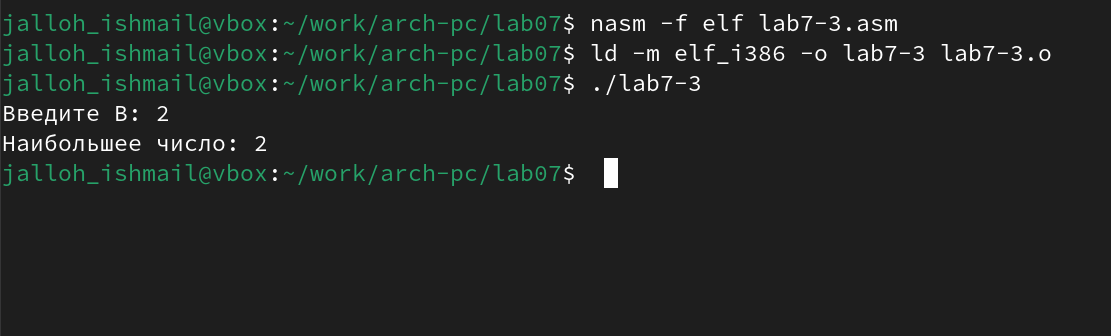 jalloh_ishmail@vbox:~/work/arch-pc/lab07$ nasm -f elf lab7-3.asm
jalloh_ishmail@vbox:~/work/arch-pc/lab07$ ld -m elf_i386 -o lab7-3 lab7-3.o
jalloh_ishmail@vbox:~/work/arch-pc/lab07$ ./lab7-3
Введите B: 2
Наибольшее число: 2
jalloh_ishmail@vbox:~/work/arch-pc/lab07$